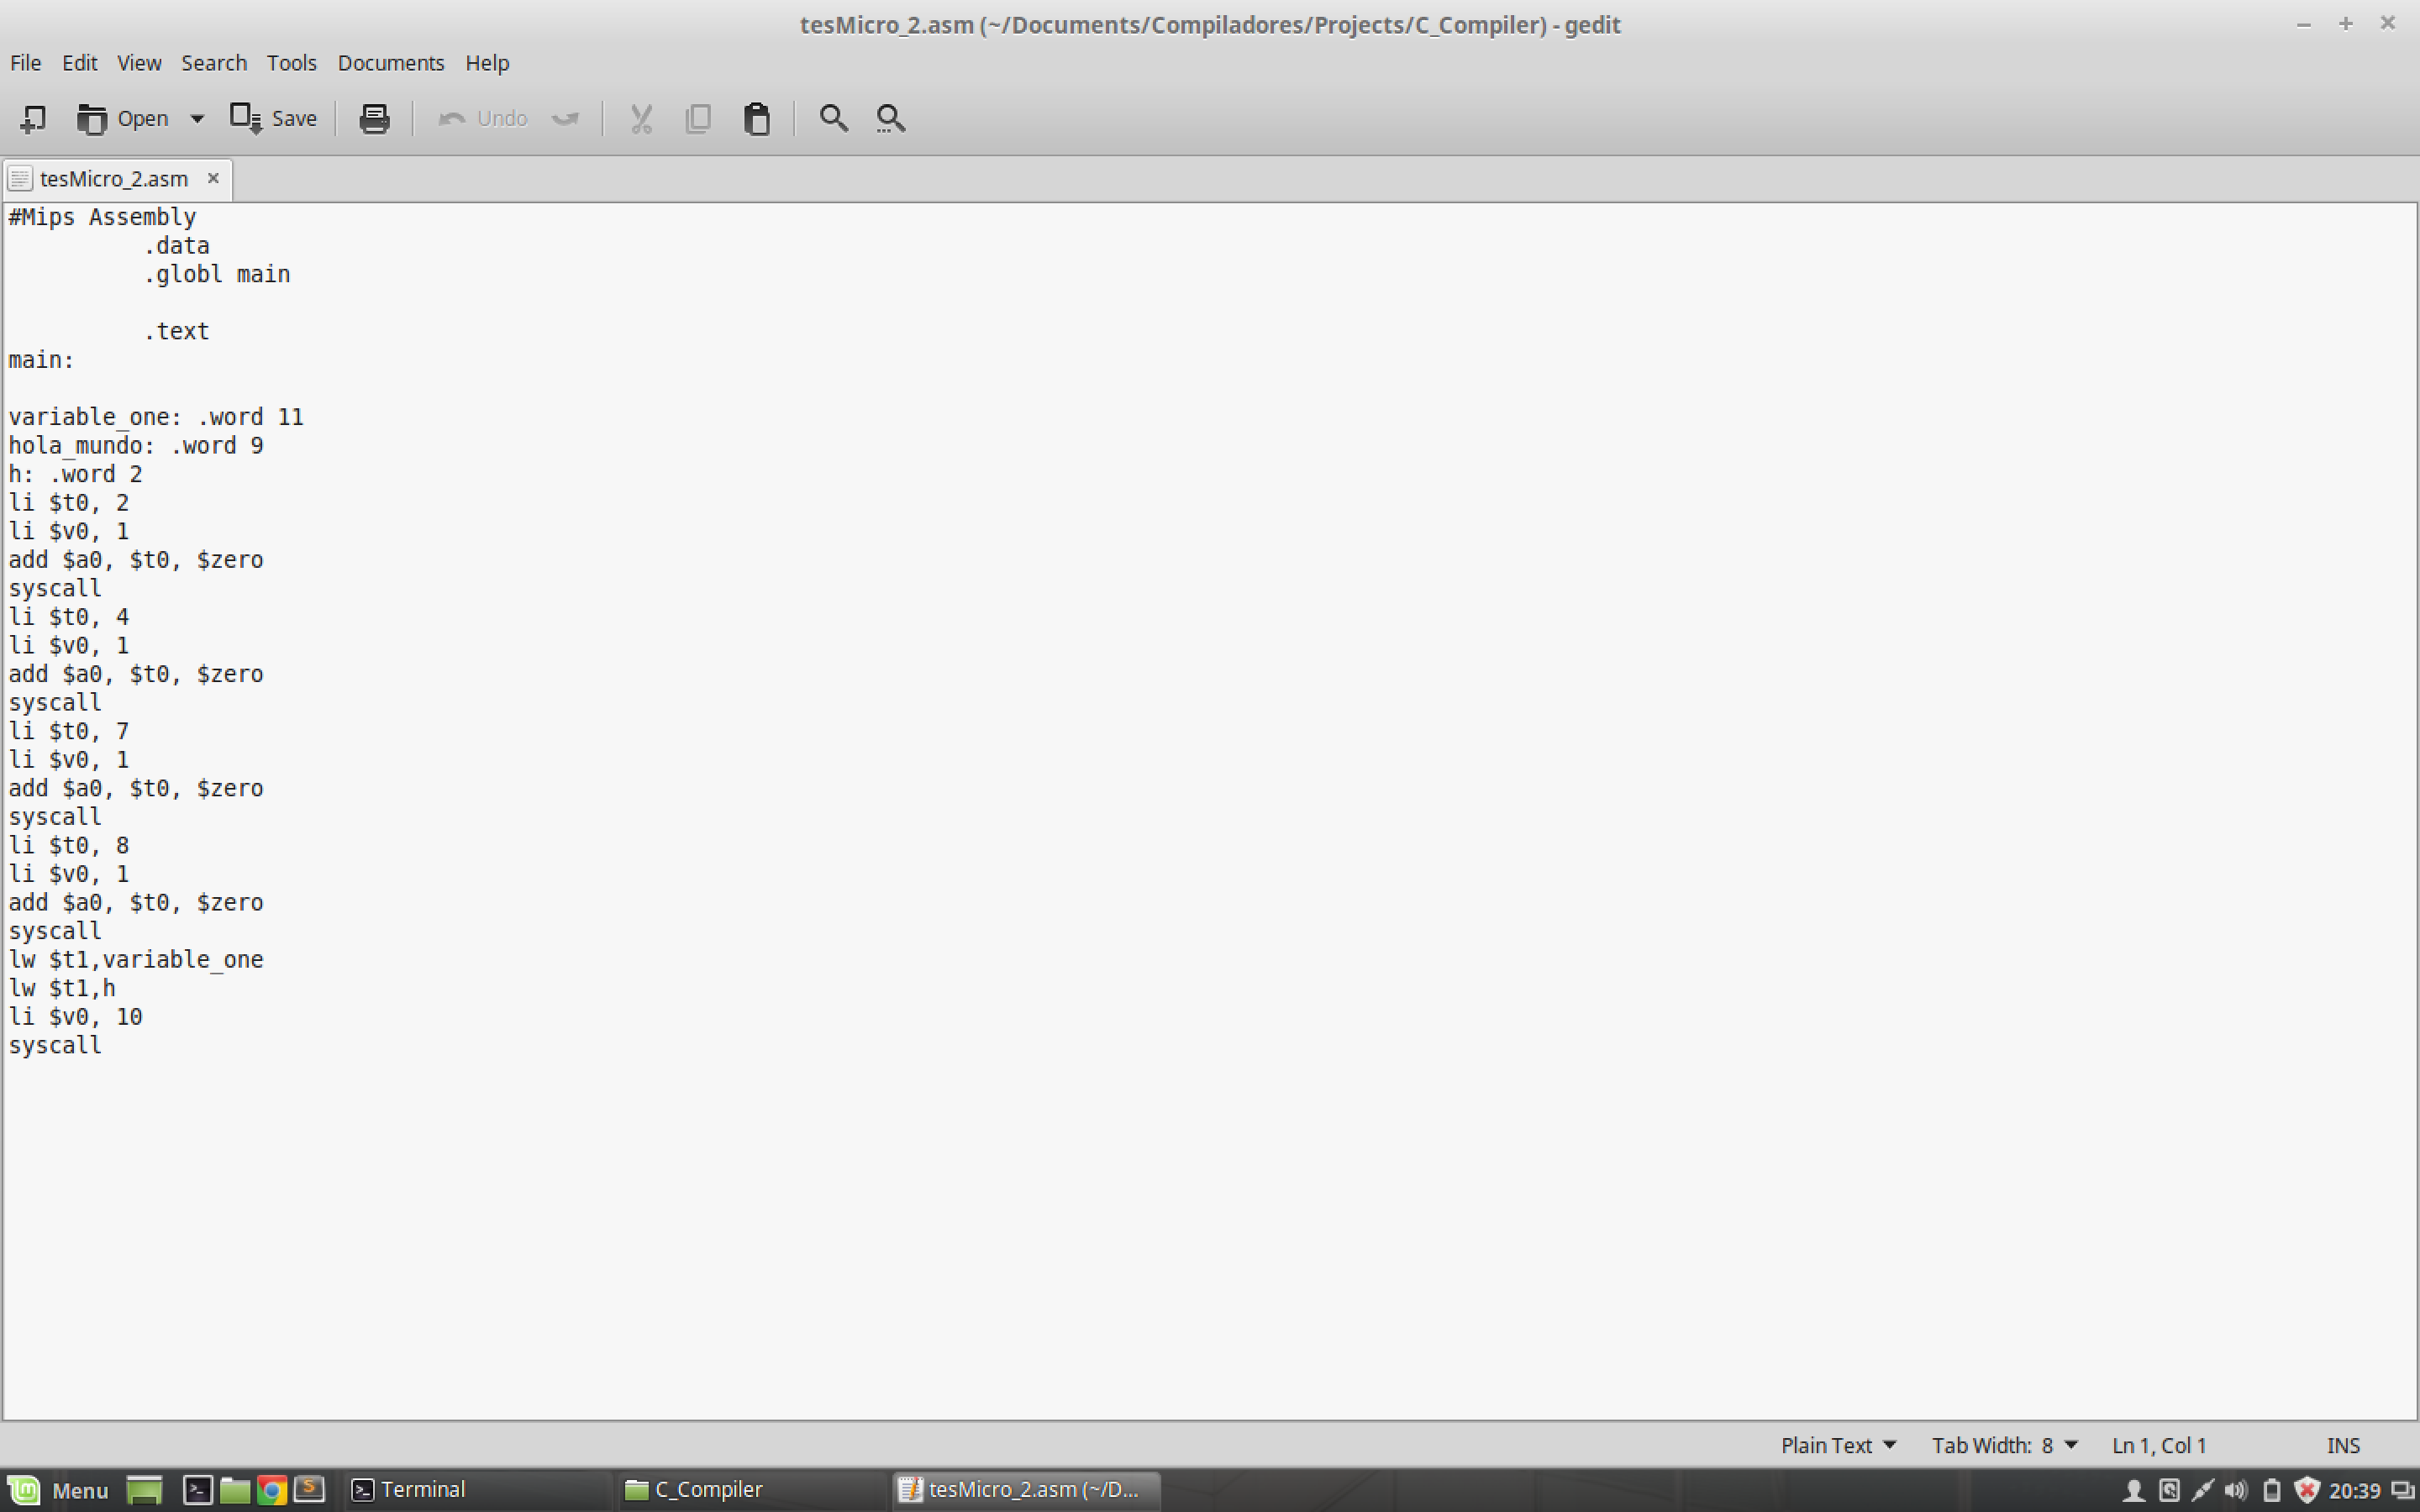 tesMicro_2.asm (~/Documents/Compiladores/Projects/C_Compiler) - gedit
File Edit View Search Tools Documents Help
Open Save Undo
tesMicro_2.asm
#Mips Assembly
.data
.globl main
.text
main:
variable_one: .word 11
hola_mundo: .word 9
h: .word 2
li $t0, 2
li $v0, 1
add $a0, $t0, $zero
syscall
li $t0, 4
li $v0, 1
add $a0, $t0, $zero
syscall
li $t0, 7
li $v0, 1
add $a0, $t0, $zero
syscall
li $t0, 8
li $v0, 1
add $a0, $t0, $zero
syscall
lw $t1,variable_one
lw $t1,h
li $v0, 10
syscall
Plain Text Tab Width: 8 Ln 1, Col 1 INS
Menu Terminal C_Compiler tesMicro_2.asm (~/D... 20:39